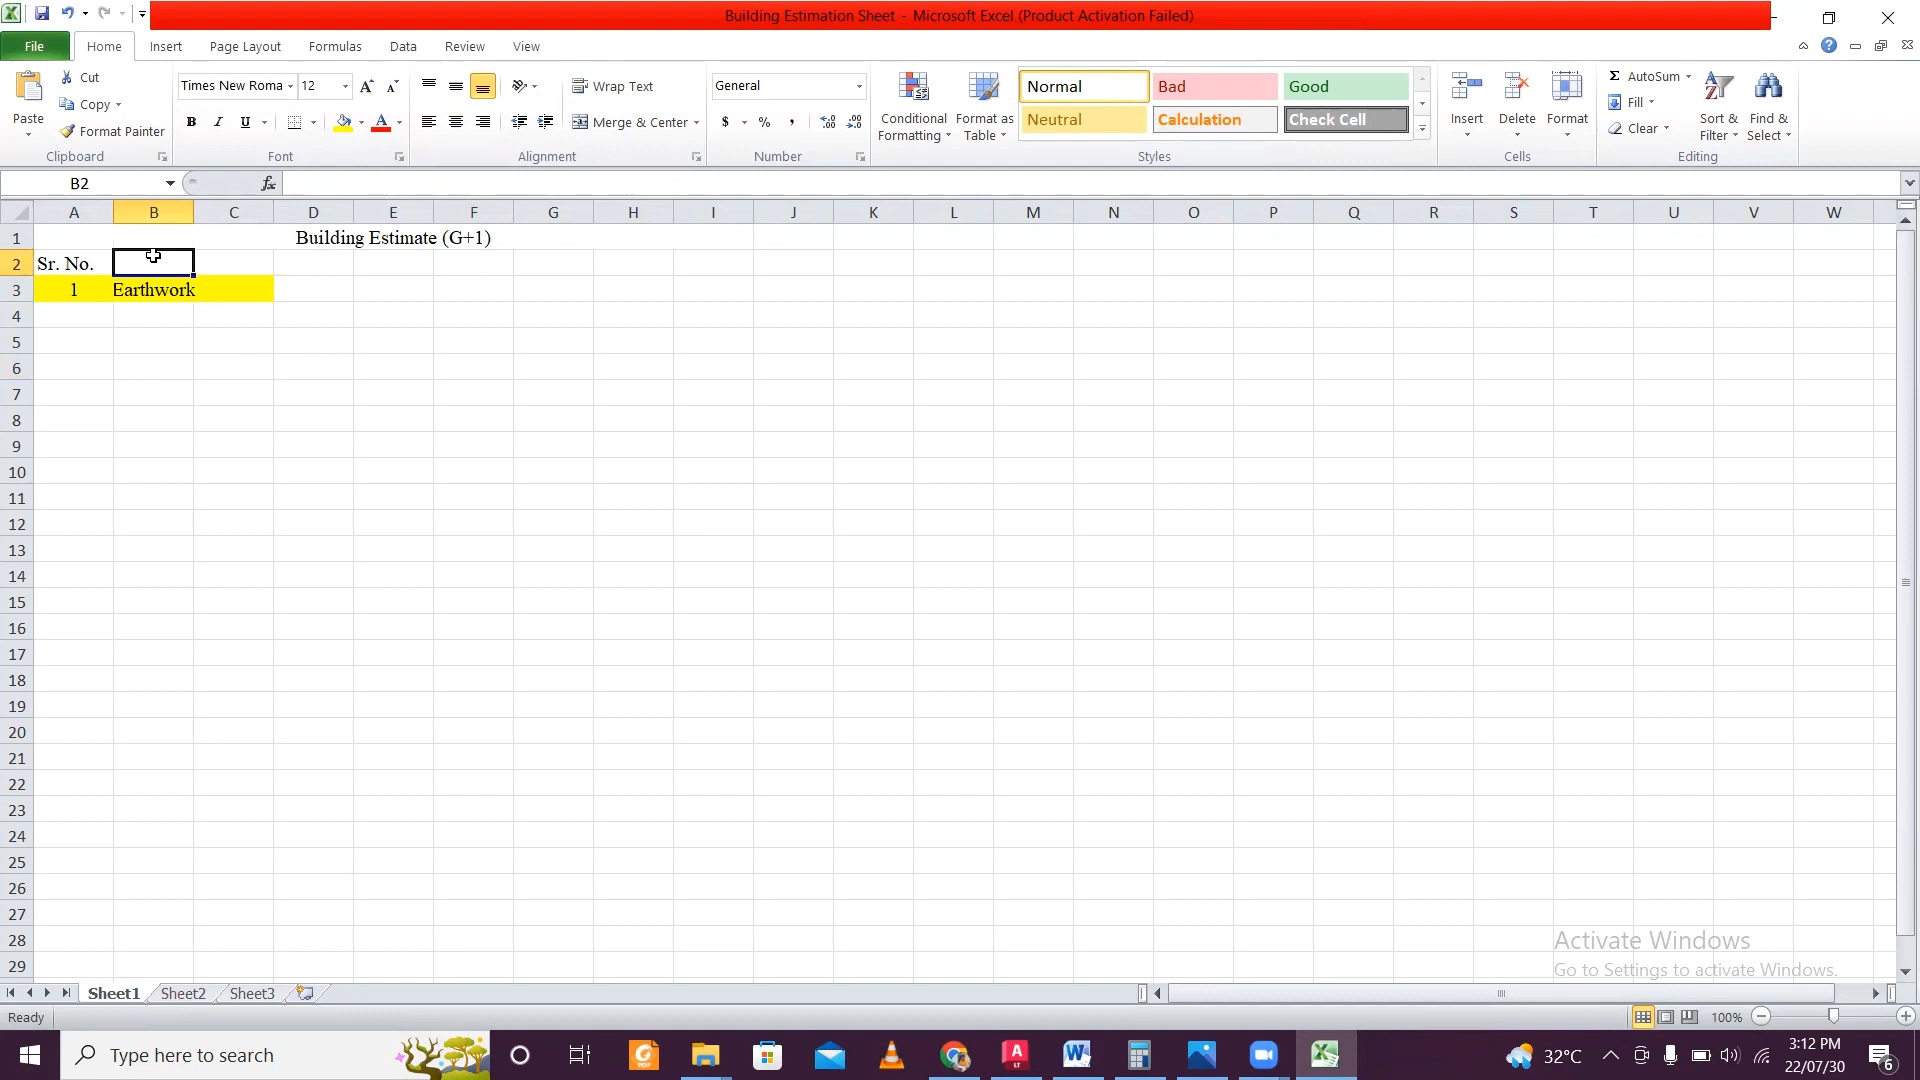 Building Estimation Sheet - Microsoft Excel (Product Activation Failed)
File Home Insert Page Layout Formulas Data Review View
Cut
Copy
Format Painter
Paste
Clipboard
Times New Roma 12
B I U
Font
Wrap Text
Merge & Center
Alignment
General
$ % ,
Number
Conditional Formatting
Format as Table
Normal Bad Good
Neutral Calculation Check Cell
Styles
Insert Delete Format
Cells
AutoSum
Fill
Clear
Sort & Filter
Find & Select
Editing
B2 fx
A B C D E F G H I J K L M N O P Q R S T U V W
1 Building Estimate (G+1)
2 Sr. No.
3 1 Earthwork
4
5
6
7
8
9
10
11
12
13
14
15
16
17
18
19
20
21
22
23
24
25
26
27
28
29
Activate Windows
Go to Settings to activate Windows.
Sheet1 Sheet2 Sheet3
Ready 100%
Type here to search
32°C
3:12 PM
22/07/30
6